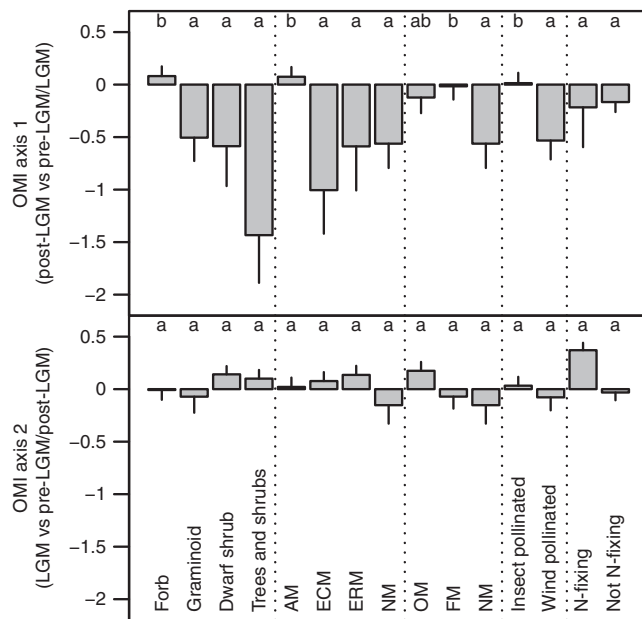 b a a a b a a a ab b a b a a a
0.5
0
−0.5
−1
−1.5
−2
OMI axis 1
(post-LGM vs pre-LGM/LGM)
a a a a a a a a a a a a a a a
0.5
0
−0.5
−1
−1.5
−2
OMI axis 2
(LGM vs pre-LGM/post-LGM)
Forb
Graminoid
Dwarf shrub
Trees and shrubs
AM
ECM
ERM
NM
OM
FM
NM
Insect pollinated
Wind pollinated
N-fixing
Not N-fixing